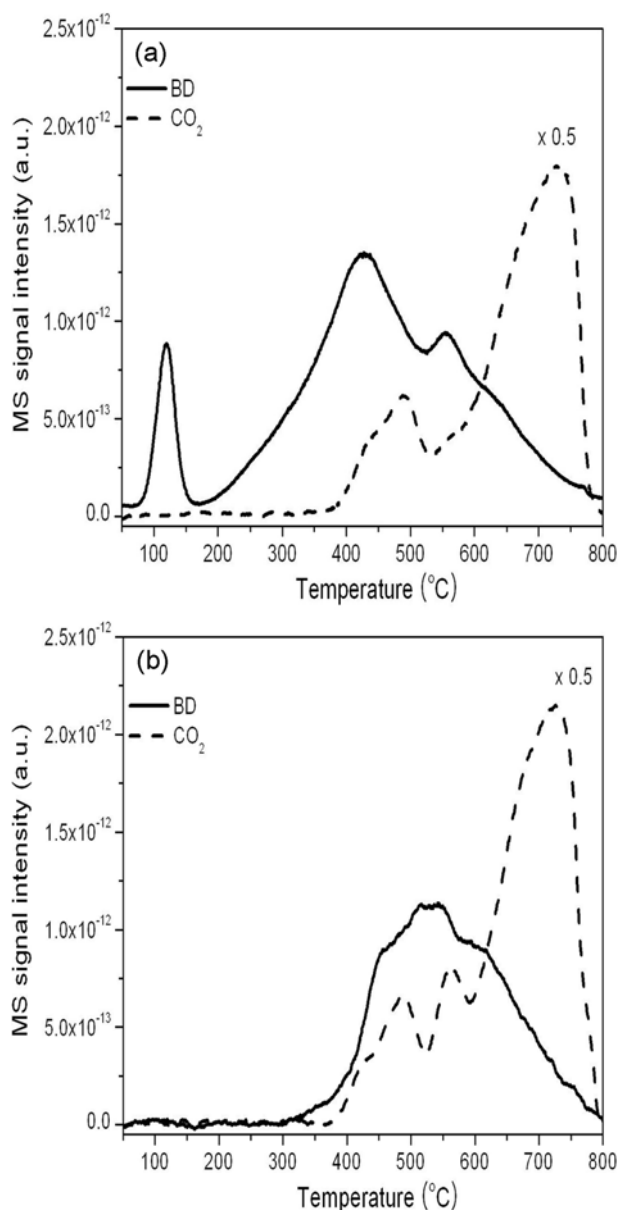 (a)
BD
CO₂
x 0.5
MS signal intensity (a.u.)
2.5x10⁻¹²
2.0x10⁻¹²
1.5x10⁻¹²
1.0x10⁻¹²
5.0x10⁻¹³
0.0
100 200 300 400 500 600 700 800
Temperature (°C)
(b)
BD
CO₂
x 0.5
MS signal intensity (a.u.)
2.5x10⁻¹²
2.0x10⁻¹²
1.5x10⁻¹²
1.0x10⁻¹²
5.0x10⁻¹³
0.0
100 200 300 400 500 600 700 800
Temperature (°C)